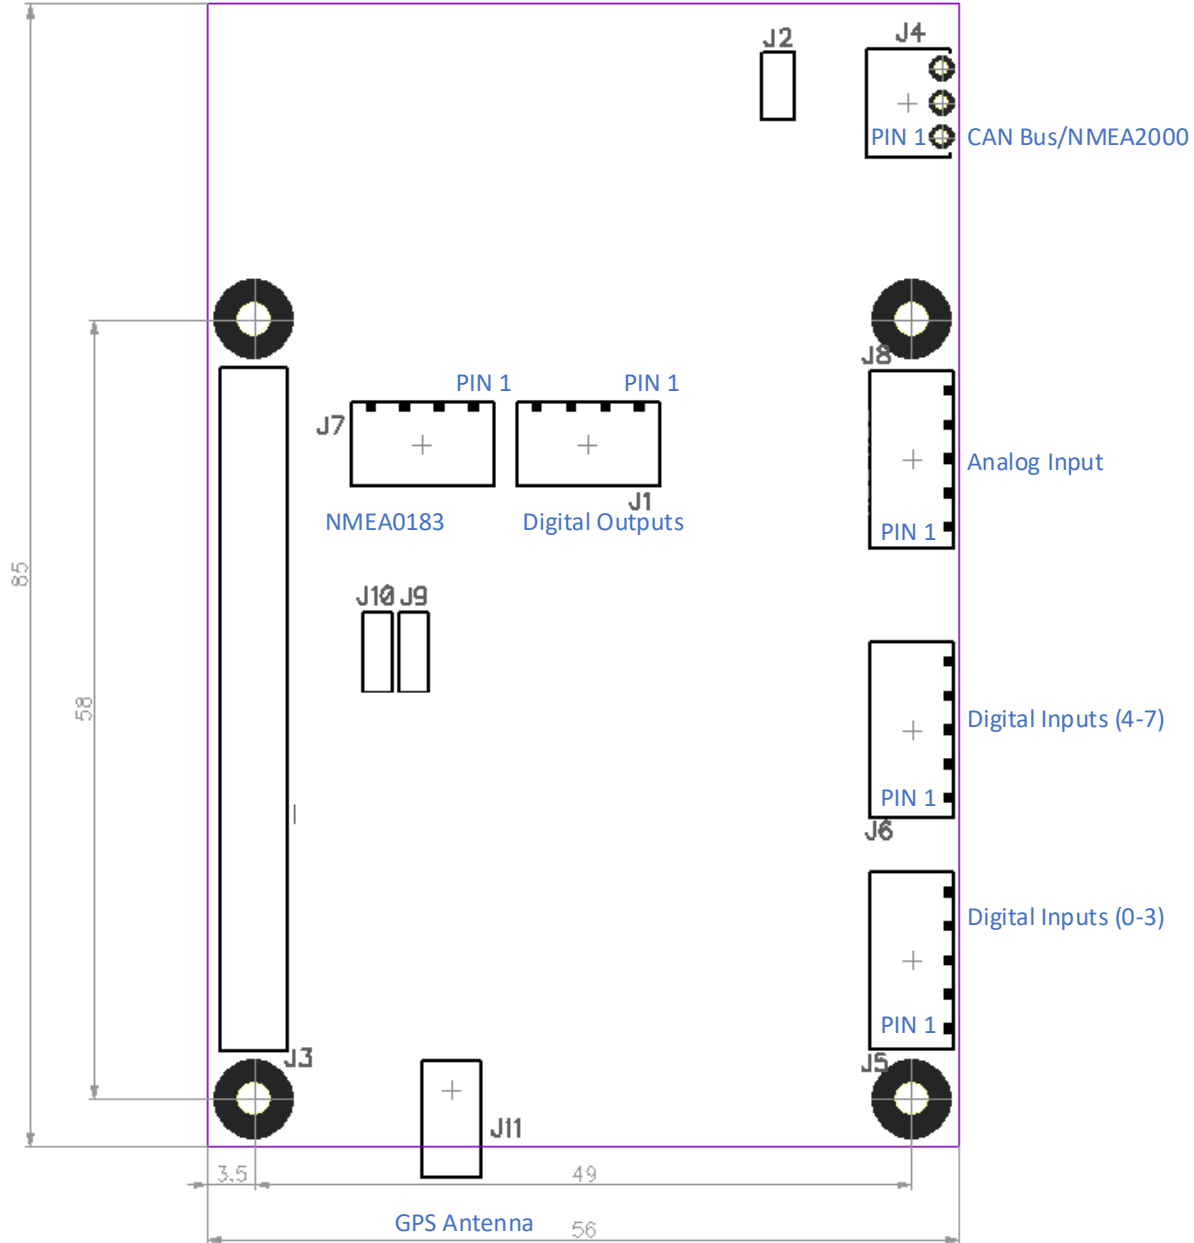 J2
J4
PIN 1
CAN Bus/NMEA2000
J8
PIN 1
PIN 1
J7
Analog Input
J1
NMEA0183
Digital Outputs
PIN 1
85
J10
J9
58
Digital Inputs (4-7)
PIN 1
J6
Digital Inputs (0-3)
PIN 1
J3
J5
J11
3.5
49
GPS Antenna
56